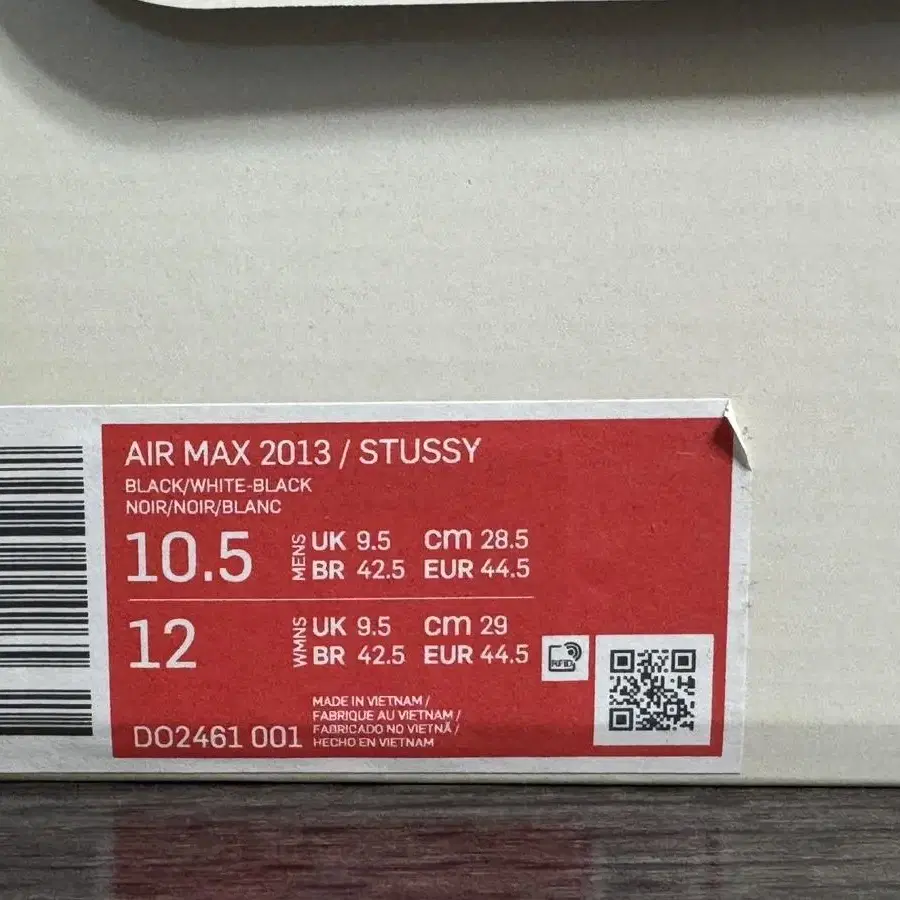 AIR MAX 2013 / STUSSY
BLACK/WHITE-BLACK
NOIR/NOIR/BLANC
10.5 MENS UK 9.5 cm 28.5
BR 42.5 EUR 44.5
12 WMNS UK 9.5 cm 29
BR 42.5 EUR 44.5
RFID
MADE IN VIETNAM /
FABRIQUE AU VIETNAM /
FABRICADO NO VIETNÃ /
DO2461 001 HECHO EN VIETNAM